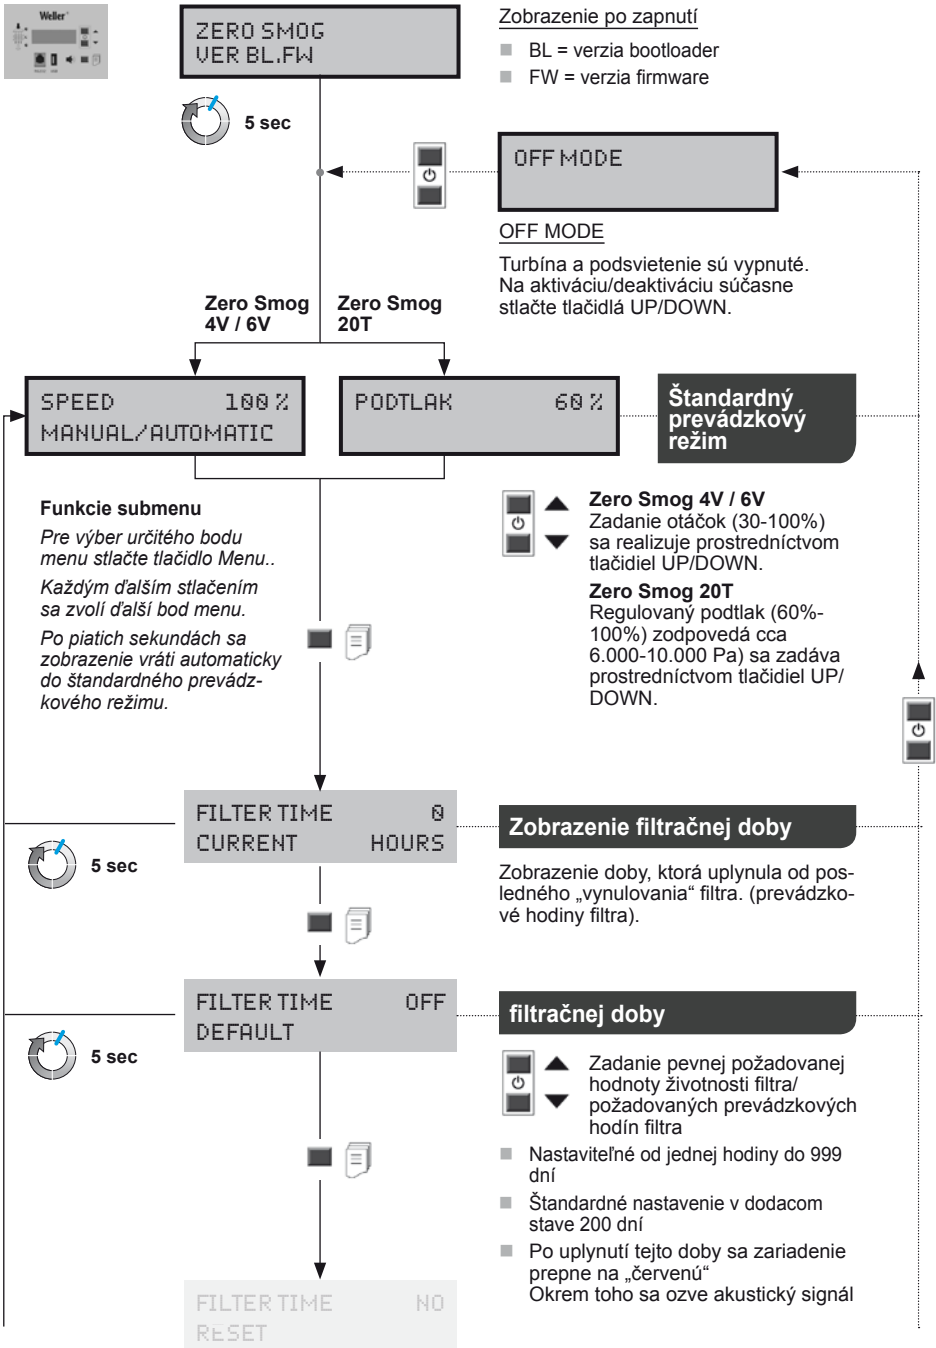 Weller
ZERO SMOG
VER BL.FW
Zobrazenie po zapnutí
BL = verzia bootloader
FW = verzia firmware
5 sec
OFF MODE
OFF MODE
Turbína a podsvietenie sú vypnuté.
Na aktiváciu/deaktiváciu súčasne
stlačte tlačidlá UP/DOWN.
Zero Smog
4V / 6V
Zero Smog
20T
SPEED 100 %
MANUAL/AUTOMATIC
PODTLAK 60 %
Štandardný
prevádzkový
režim
Funkcie submenu
Pre výber určitého bodu
menu stlačte tlačidlo Menu..
Každým ďalším stlačením
sa zvolí ďalší bod menu.
Po piatich sekundách sa
zobrazenie vráti automaticky
do štandardného prevádz-
kového režimu.
Zero Smog 4V / 6V
Zadanie otáčok (30-100%)
sa realizuje prostredníctvom
tlačidiel UP/DOWN.
Zero Smog 20T
Regulovaný podtlak (60%-
100%) zodpovedá cca
6.000-10.000 Pa) sa zadáva
prostredníctvom tlačidiel UP/
DOWN.
FILTER TIME 0
CURRENT HOURS
5 sec
Zobrazenie filtračnej doby
Zobrazenie doby, ktorá uplynula od pos-
ledného „vynulovania“ filtra. (prevádzko-
vé hodiny filtra).
FILTER TIME OFF
DEFAULT
5 sec
filtračnej doby
Zadanie pevnej požadovanej
hodnoty životnosti filtra/
požadovaných prevádzkových
hodín filtra
Nastaviteľné od jednej hodiny do 999
dní
Štandardné nastavenie v dodacom
stave 200 dní
Po uplynutí tejto doby sa zariadenie
prepne na „červenú“
Okrem toho sa ozve akustický signál
FILTER TIME NO
RESET